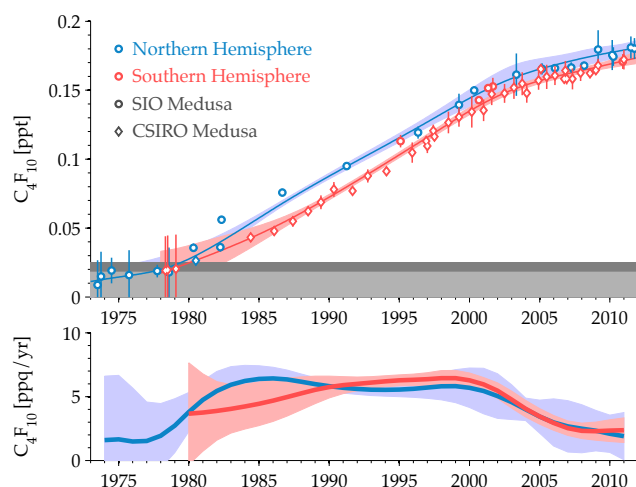 0.2
0.15
0.1
0.05
0
C₄F₁₀ [ppt]
Northern Hemisphere
Southern Hemisphere
SIO Medusa
CSIRO Medusa
1975 1980 1985 1990 1995 2000 2005 2010
10
5
0
C₄F₁₀ [ppq/yr]
1975 1980 1985 1990 1995 2000 2005 2010